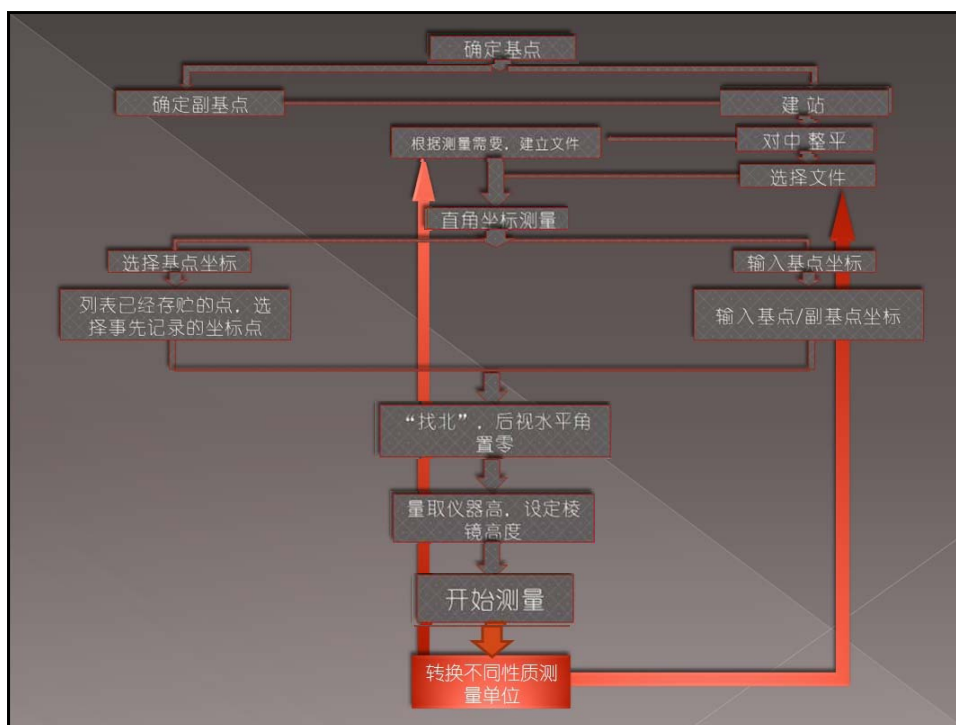 确定基点
确定副基点
建 站
根据测量需要，建立文件
对中 整平
选择文件
直角坐标测量
选择基点坐标
输入基点坐标
列表已经存贮的点，选
择事先记录的坐标点
输入基点/副基点坐标
“找北”，后视水平角
置零
量取仪器高，设定棱
镜高度
开始测量
转换不同性质测
量单位